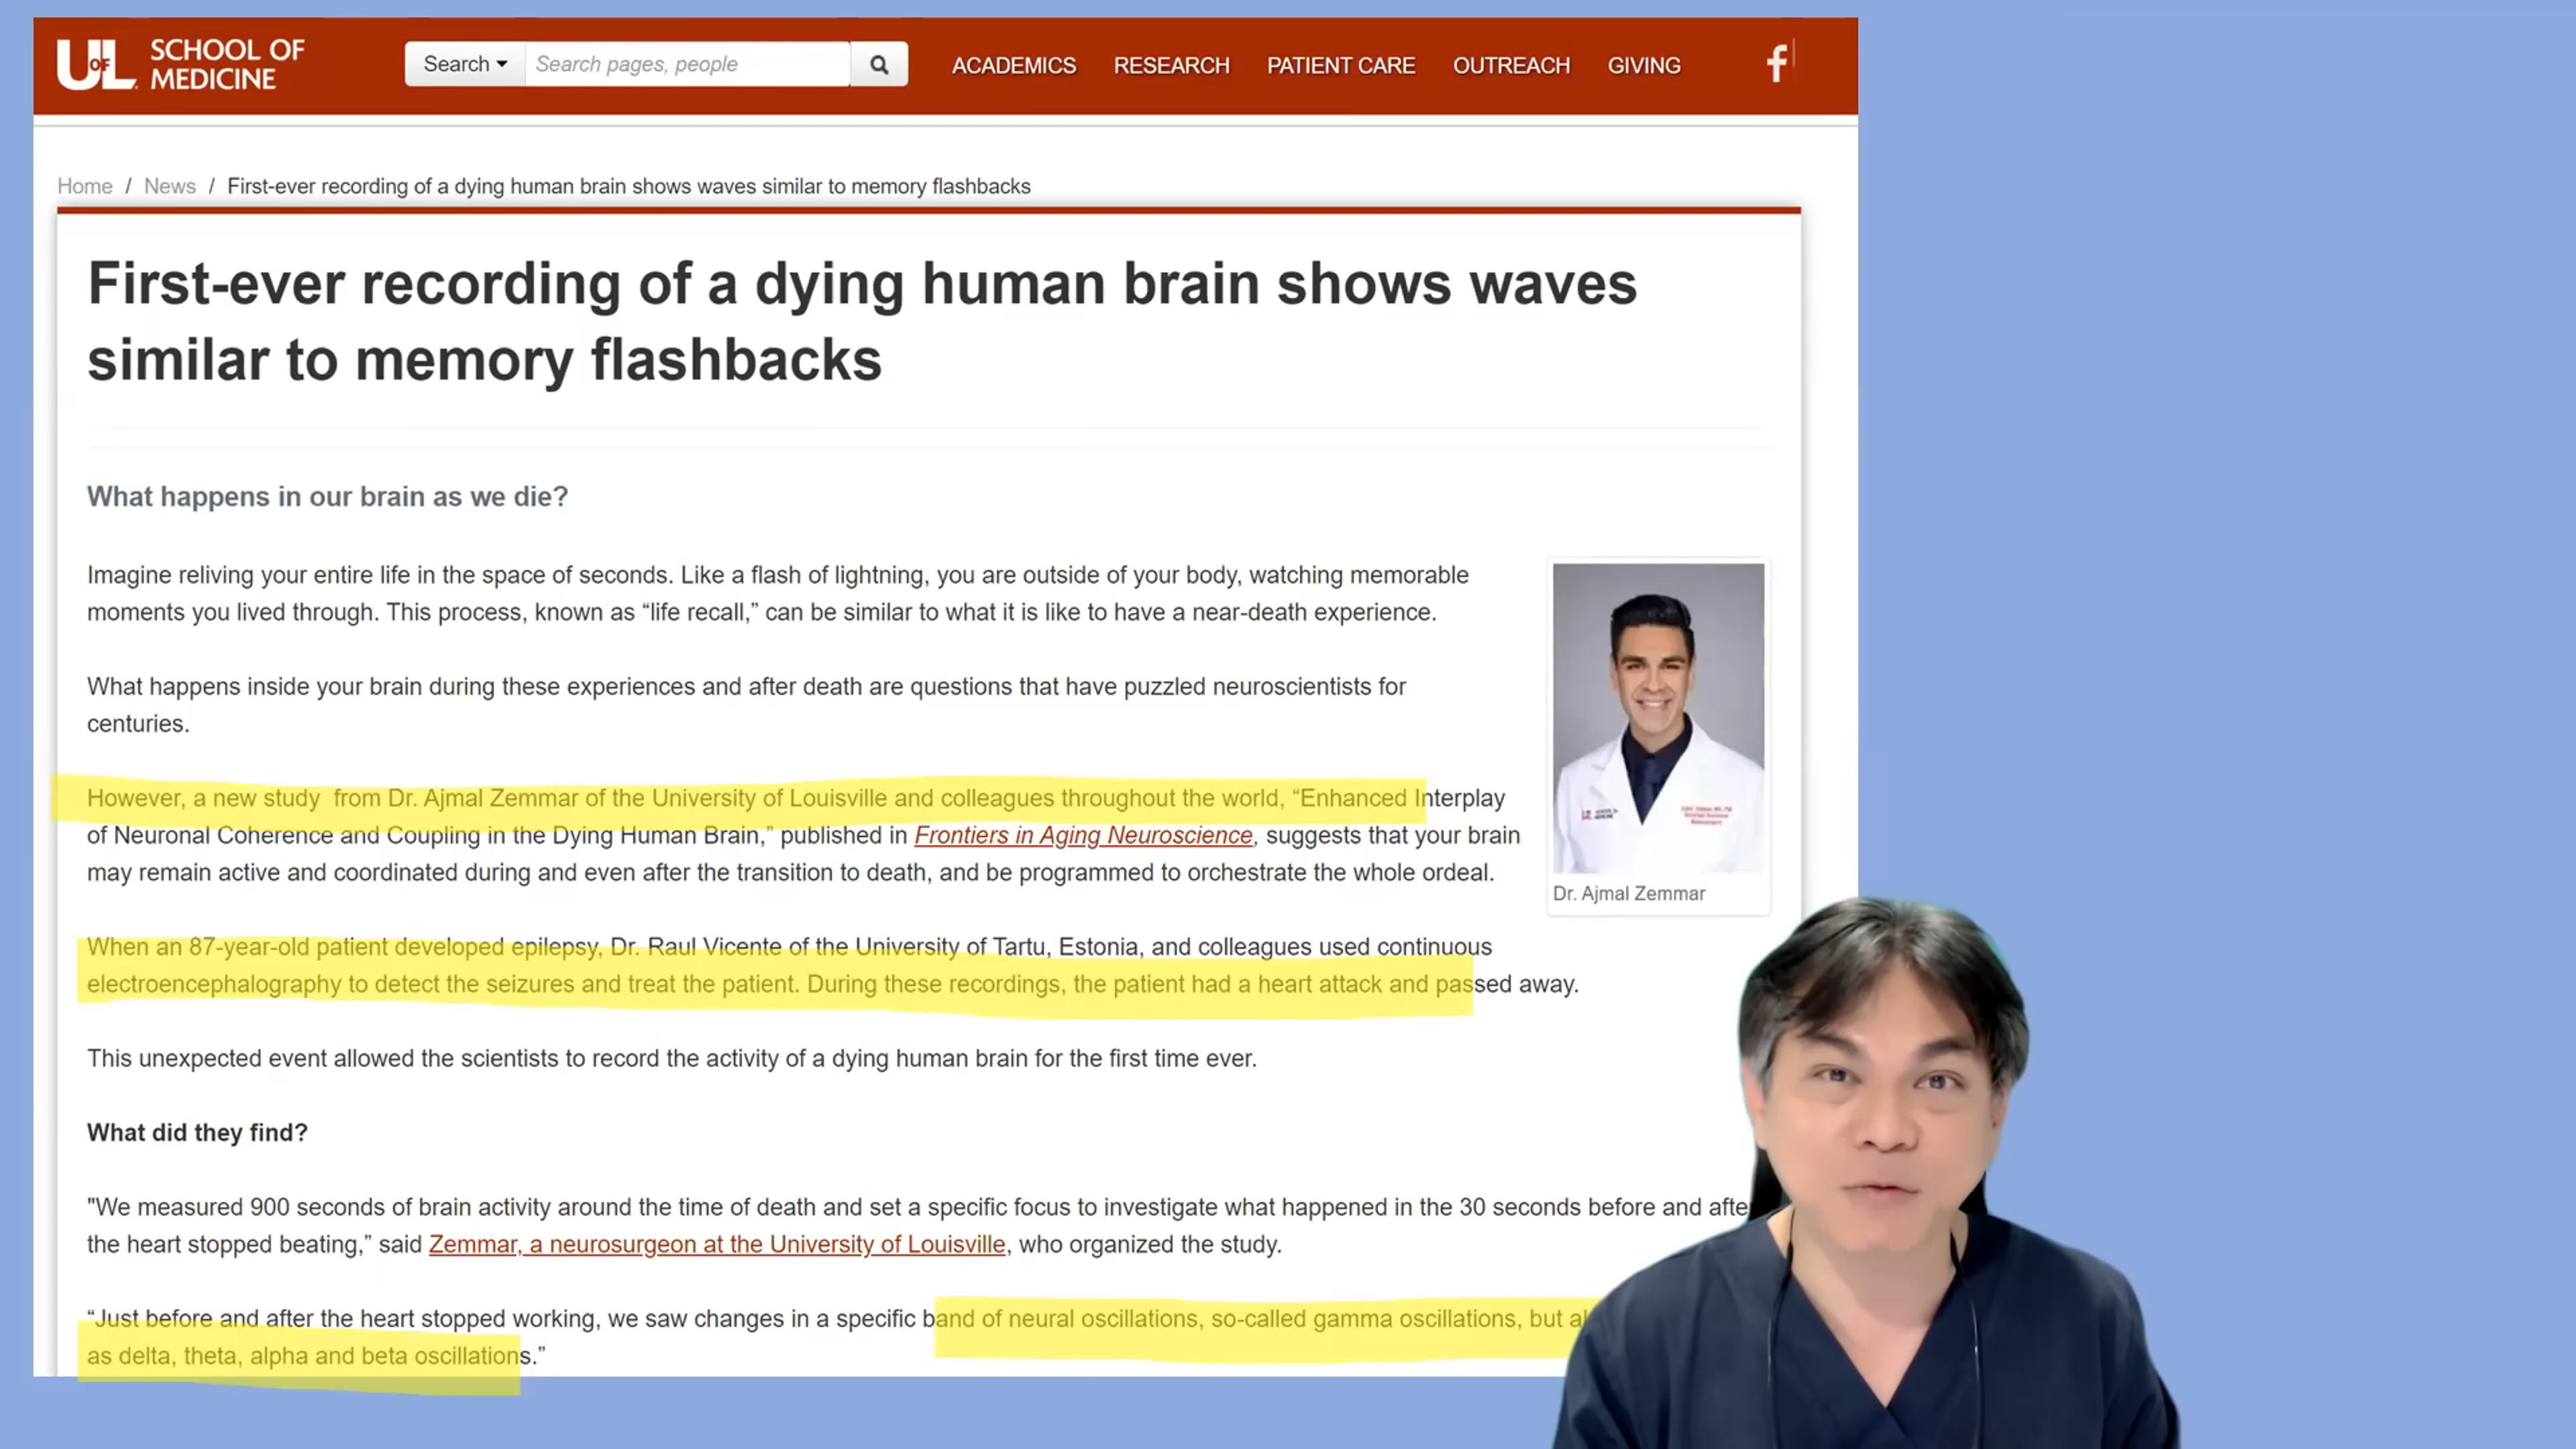 UofL SCHOOL OF
MEDICINE
Search
Search pages, people
ACADEMICS
RESEARCH
PATIENT CARE
OUTREACH
GIVING
f
Home / News / First-ever recording of a dying human brain shows waves similar to memory flashbacks
First-ever recording of a dying human brain shows waves
similar to memory flashbacks
What happens in our brain as we die?
Imagine reliving your entire life in the space of seconds. Like a flash of lightning, you are outside of your body, watching memorable
moments you lived through. This process, known as “life recall,” can be similar to what it is like to have a near-death experience.
What happens inside your brain during these experiences and after death are questions that have puzzled neuroscientists for
centuries.
However, a new study from Dr. Ajmal Zemmar of the University of Louisville and colleagues throughout the world, “Enhanced Interplay
of Neuronal Coherence and Coupling in the Dying Human Brain,” published in Frontiers in Aging Neuroscience, suggests that your brain
may remain active and coordinated during and even after the transition to death, and be programmed to orchestrate the whole ordeal.
Dr. Ajmal Zemmar
When an 87-year-old patient developed epilepsy, Dr. Raul Vicente of the University of Tartu, Estonia, and colleagues used continuous
electroencephalography to detect the seizures and treat the patient. During these recordings, the patient had a heart attack and passed away.
This unexpected event allowed the scientists to record the activity of a dying human brain for the first time ever.
What did they find?
"We measured 900 seconds of brain activity around the time of death and set a specific focus to investigate what happened in the 30 seconds before and afte
the heart stopped beating,” said Zemmar, a neurosurgeon at the University of Louisville, who organized the study.
“Just before and after the heart stopped working, we saw changes in a specific band of neural oscillations, so-called gamma oscillations, but
as delta, theta, alpha and beta oscillations.”